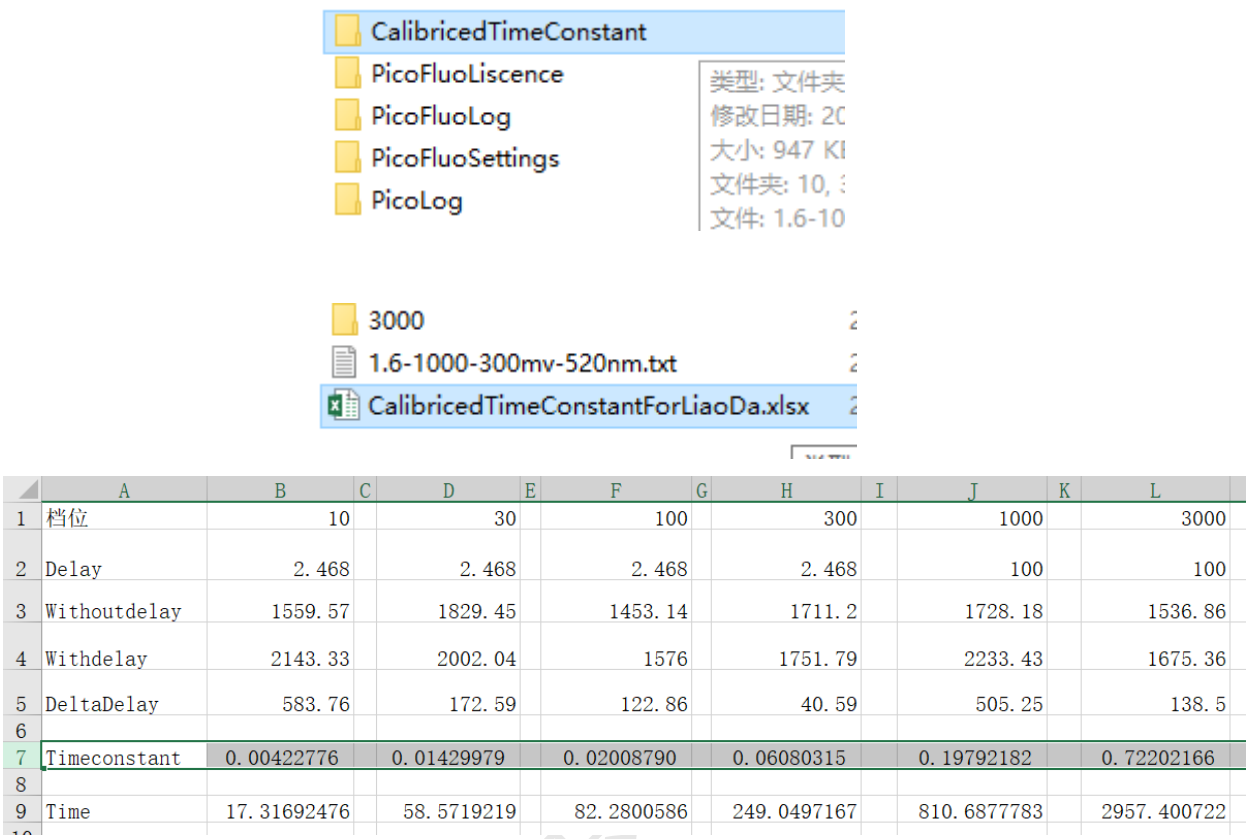 CalibricedTimeConstant
PicoFluoLiscence
PicoFluoLog
PicoFluoSettings
PicoLog
类型: 文件夹
修改日期: 20
大小: 947 KB
文件夹: 10, 3
文件: 1.6-10
3000
1.6-1000-300mv-520nm.txt
CalibricedTimeConstantForLiaoDa.xlsx
A B C D E F G H I J K L
1 档位 10 30 100 300 1000 3000
2 Delay 2.468 2.468 2.468 2.468 100 100
3 Withoutdelay 1559.57 1829.45 1453.14 1711.2 1728.18 1536.86
4 Withdelay 2143.33 2002.04 1576 1751.79 2233.43 1675.36
5 DeltaDelay 583.76 172.59 122.86 40.59 505.25 138.5
6
7 Timeconstant 0.00422776 0.01429979 0.02008790 0.06080315 0.19792182 0.72202166
8
9 Time 17.31692476 58.5719219 82.2800586 249.0497167 810.6877783 2957.400722